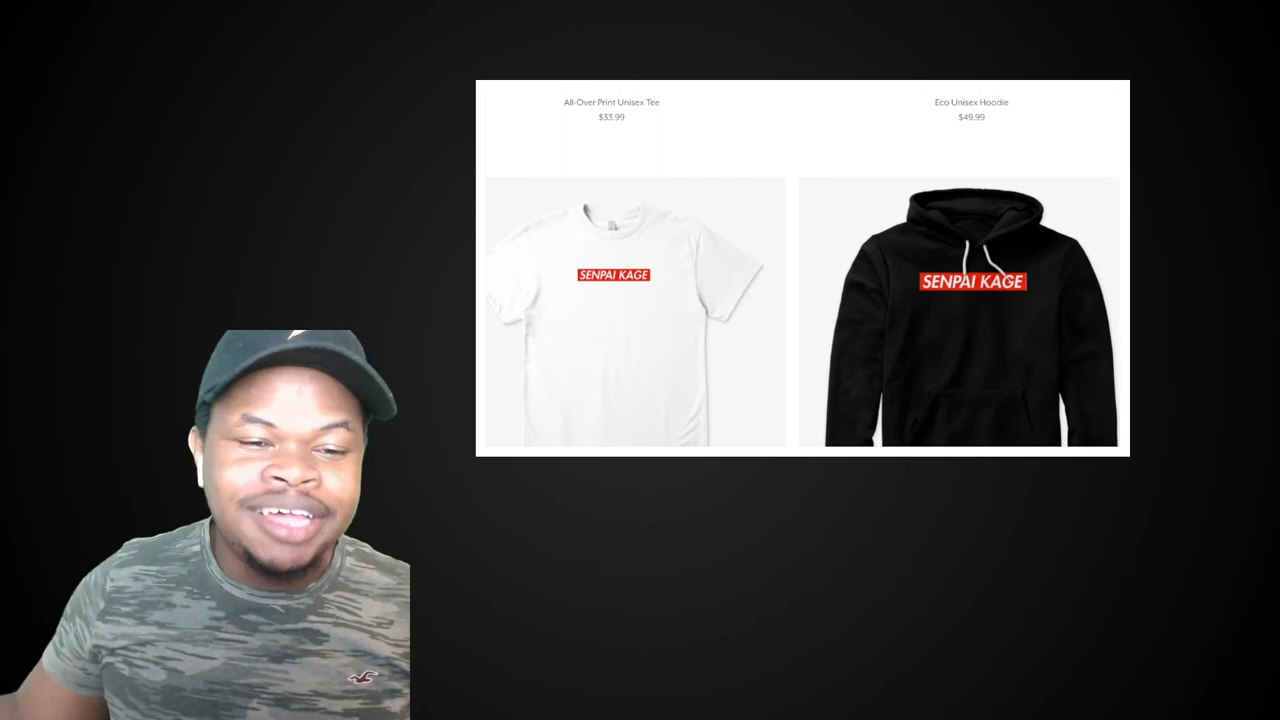 All-Over Print Unisex Tee
$33.99
Eco Unisex Hoodie
$49.99
SENPAI KAGE
SENPAI KAGE